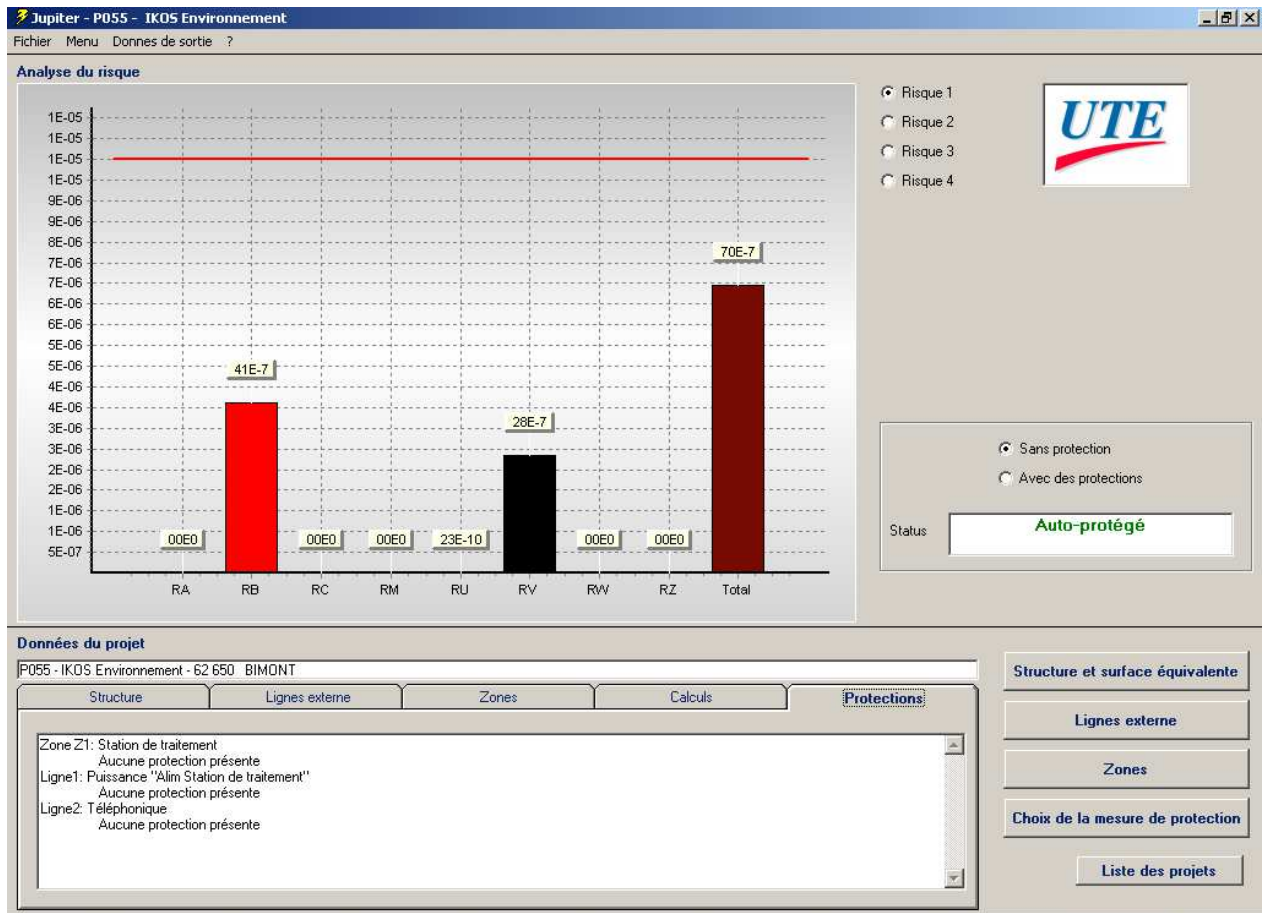 Jupiter - P055 - IKOS Environnement
Fichier Menu Donnes de sortie ?
Analyse du risque
1E-05
1E-05
1E-05
1E-05
9E-06
9E-06
8E-06
7E-06
7E-06
6E-06
6E-06
5E-06
5E-06
4E-06
4E-06
3E-06
3E-06
2E-06
2E-06
1E-06
1E-06
5E-07
00E0
41E-7
00E0
00E0
23E-10
28E-7
00E0
00E0
70E-7
RA RB RC RM RU RV RW RZ Total
Risque 1
Risque 2
Risque 3
Risque 4
UTE
Sans protection
Avec des protections
Status Auto-protégé
Données du projet
P055 - IKOS Environnement - 62 650 BIMONT
Structure Lignes externe Zones Calculs Protections
Zone Z1: Station de traitement
Aucune protection présente
Ligne1: Puissance "Alim Station de traitement"
Aucune protection présente
Ligne2: Téléphonique
Aucune protection présente
Structure et surface équivalente
Lignes externe
Zones
Choix de la mesure de protection
Liste des projets